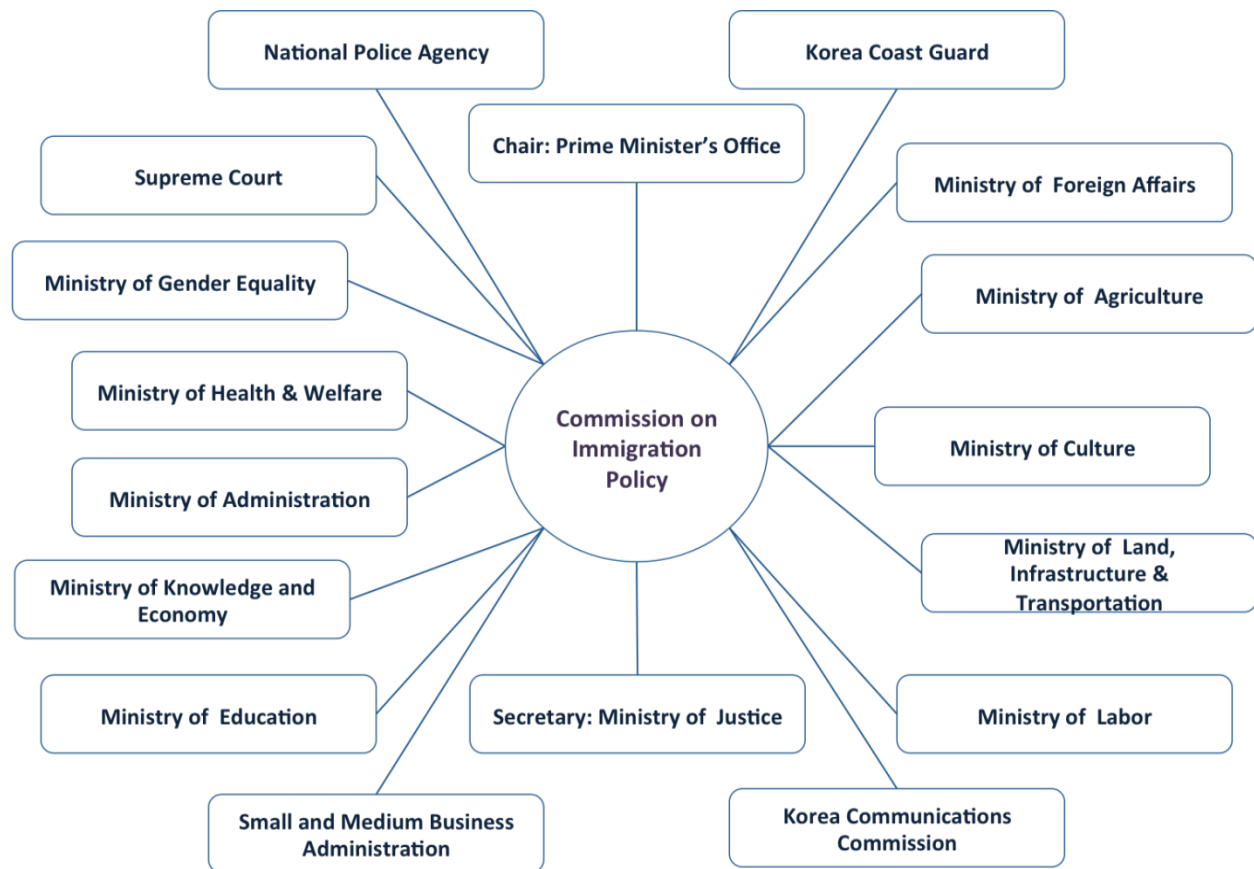 National Police Agency
Korea Coast Guard
Chair: Prime Minister’s Office
Supreme Court
Ministry of Foreign Affairs
Ministry of Gender Equality
Ministry of Agriculture
Ministry of Health & Welfare
Commission on
Immigration
Policy
Ministry of Culture
Ministry of Administration
Ministry of Land,
Infrastructure &
Transportation
Ministry of Knowledge and
Economy
Ministry of Education
Secretary: Ministry of Justice
Ministry of Labor
Small and Medium Business
Administration
Korea Communications
Commission